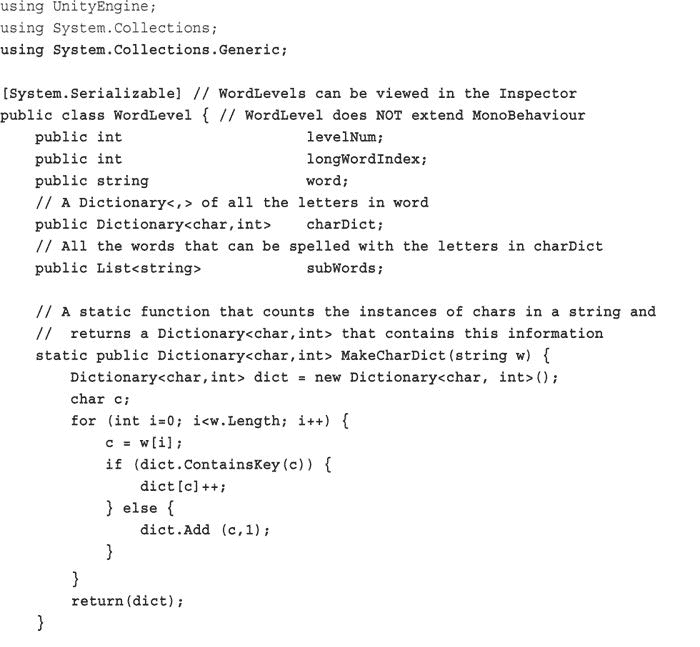 using UnityEngine;
using System.Collections;
using System.Collections.Generic;

[System.Serializable] // WordLevels can be viewed in the Inspector
public class WordLevel { // WordLevel does NOT extend MonoBehaviour
    public int                     levelNum;
    public int                     longWordIndex;
    public string                  word;
    // A Dictionary<,> of all the letters in word
    public Dictionary<char,int>    charDict;
    // All the words that can be spelled with the letters in charDict
    public List<string>            subWords;

    // A static function that counts the instances of chars in a string and
    //  returns a Dictionary<char,int> that contains this information
    static public Dictionary<char,int> MakeCharDict(string w) {
        Dictionary<char,int> dict = new Dictionary<char, int>();
        char c;
        for (int i=0; i<w.Length; i++) {
            c = w[i];
            if (dict.ContainsKey(c)) {
                dict[c]++;
            } else {
                dict.Add (c,1);
            }
        }
        return(dict);
    }